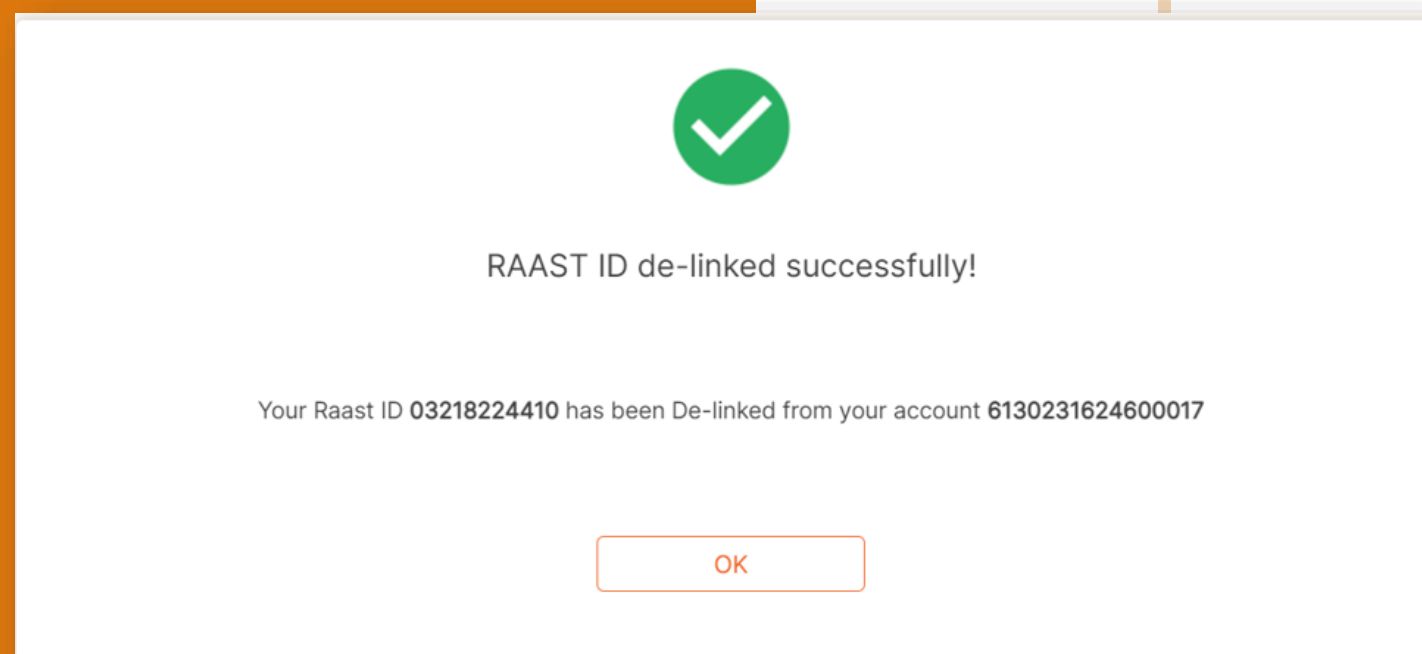 RAAST ID de-linked successfully!
Your Raast ID 03218224410 has been De-linked from your account 6130231624600017
OK